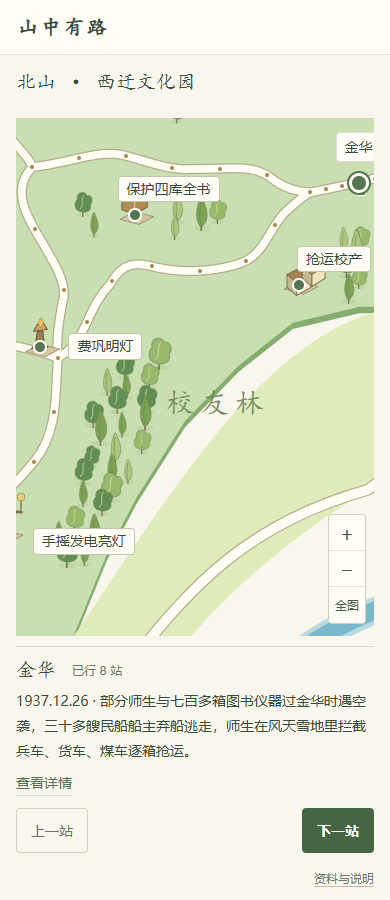 山中有路
北山 • 西迁文化园
金华
保护四库全书
抢运校产
费巩明灯
校友林
手摇发电亮灯
+
−
全图
金华 已行 8 站
1937.12.26 · 部分师生与七百多箱图书仪器过金华时遇空
袭，三十多艘民船船主弃船逃走，师生在风天雪地里拦截
兵车、货车、煤车逐箱抢运。
查看详情
上一站 下一站
资料与说明